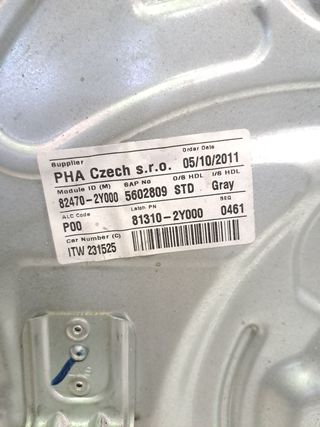 Supplier Order Date
PHA Czech s.r.o. 05/10/2011
Module ID (M) SAP No O/S HDL I/S HDL
82470-2Y000 5602809 STD Gray
ALC Code Latch PN SEQ
P00 81310-2Y000 0461
Car Number (C)
ITW 231525